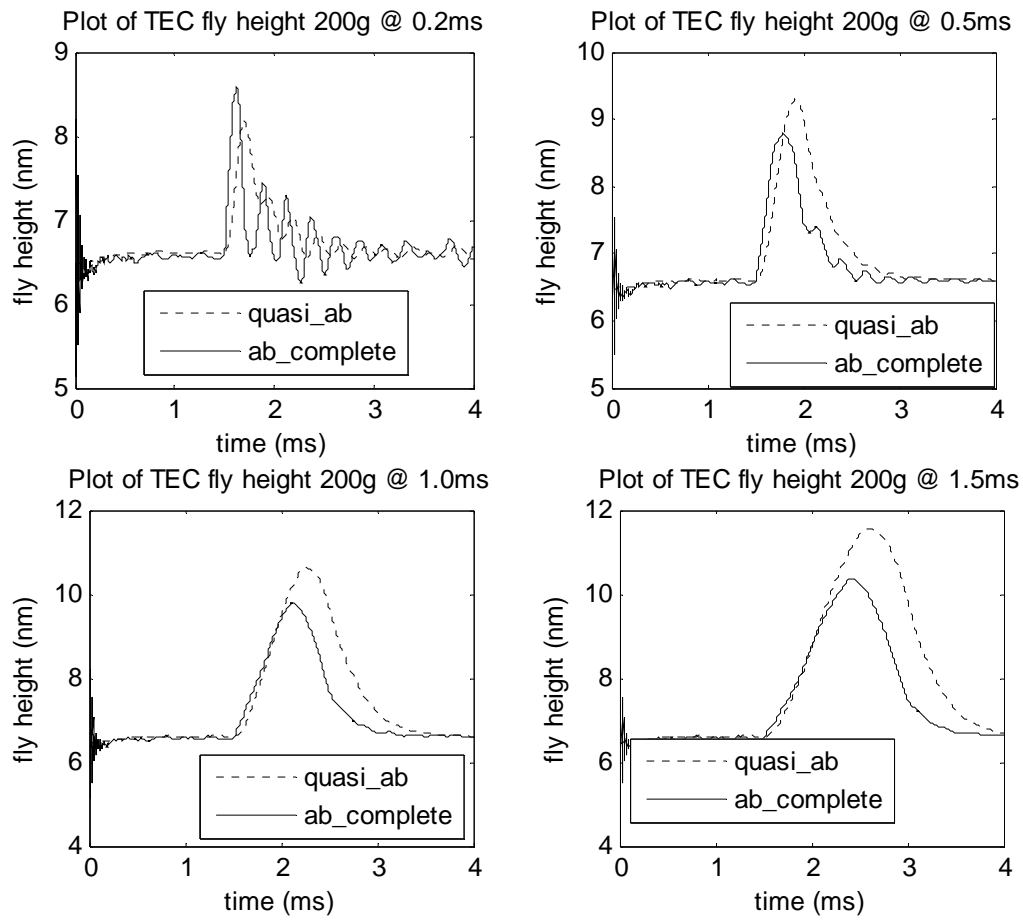 Plot of TEC fly height 200g @ 0.2ms
9
8
7
6
5
fly height (nm)
quasi_ab
ab_complete
0 1 2 3 4
time (ms)
Plot of TEC fly height 200g @ 0.5ms
10
9
8
7
6
5
fly height (nm)
quasi_ab
ab_complete
0 1 2 3 4
time (ms)
Plot of TEC fly height 200g @ 1.0ms
12
10
8
6
4
fly height (nm)
quasi_ab
ab_complete
0 1 2 3 4
time (ms)
Plot of TEC fly height 200g @ 1.5ms
12
10
8
6
4
fly height (nm)
quasi_ab
ab_complete
0 1 2 3 4
time (ms)